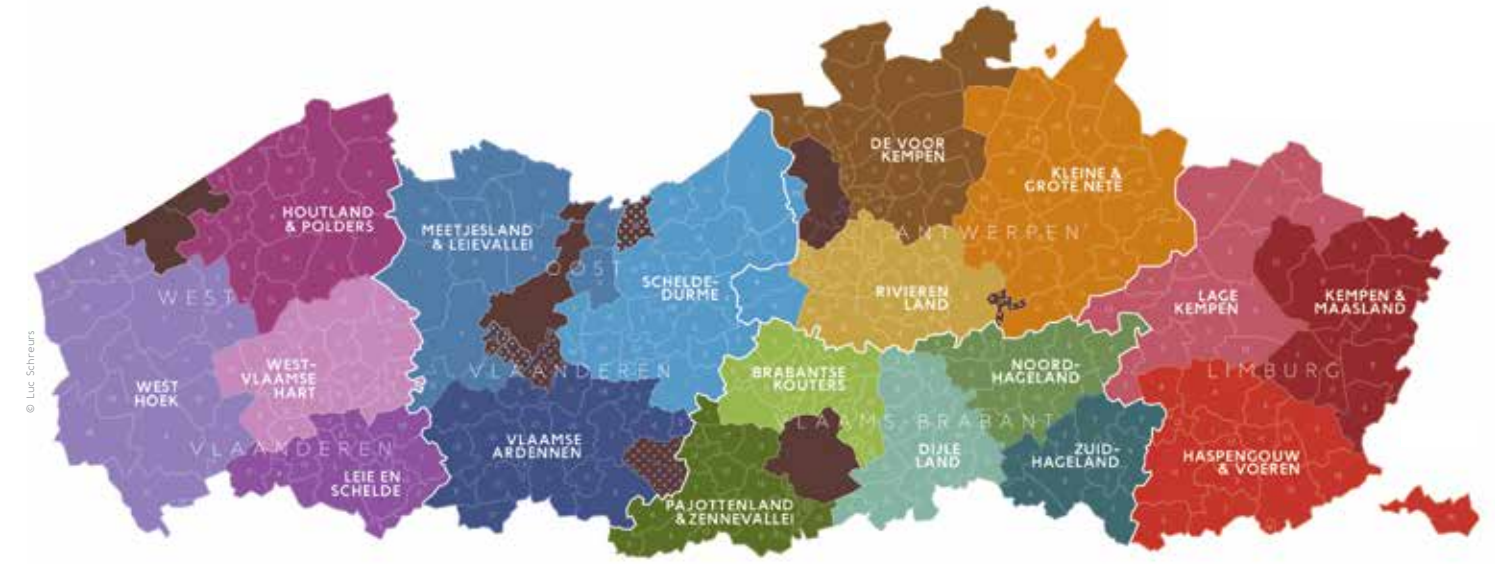 © Luc Schreurs
HOUTLAND
& POLDERS
WEST
VLAANDEREN
WEST
HOEK
WEST-
VLAAMSE
HART
LEIE EN
SCHELDE
MEETJESLAND
& LEIEVALLEI
OOST
VLAANDEREN
SCHELDE-
DURME
VLAAMSE
ARDENNEN
DE VOOR
KEMPEN
KLEINE &
GROTE NETE
ANTWERPEN
RIVIEREN
LAND
BRABANTSE
KOUTERS
NOORD-
HAGELAND
VLAAMS-BRABANT
DIJLE
LAND
ZUID-
HAGELAND
PAJOTTENLAND
& ZENNEVALLEI
LAGE
KEMPEN
KEMPEN &
MAASLAND
LIMBURG
HASPENGOUW
& VOEREN